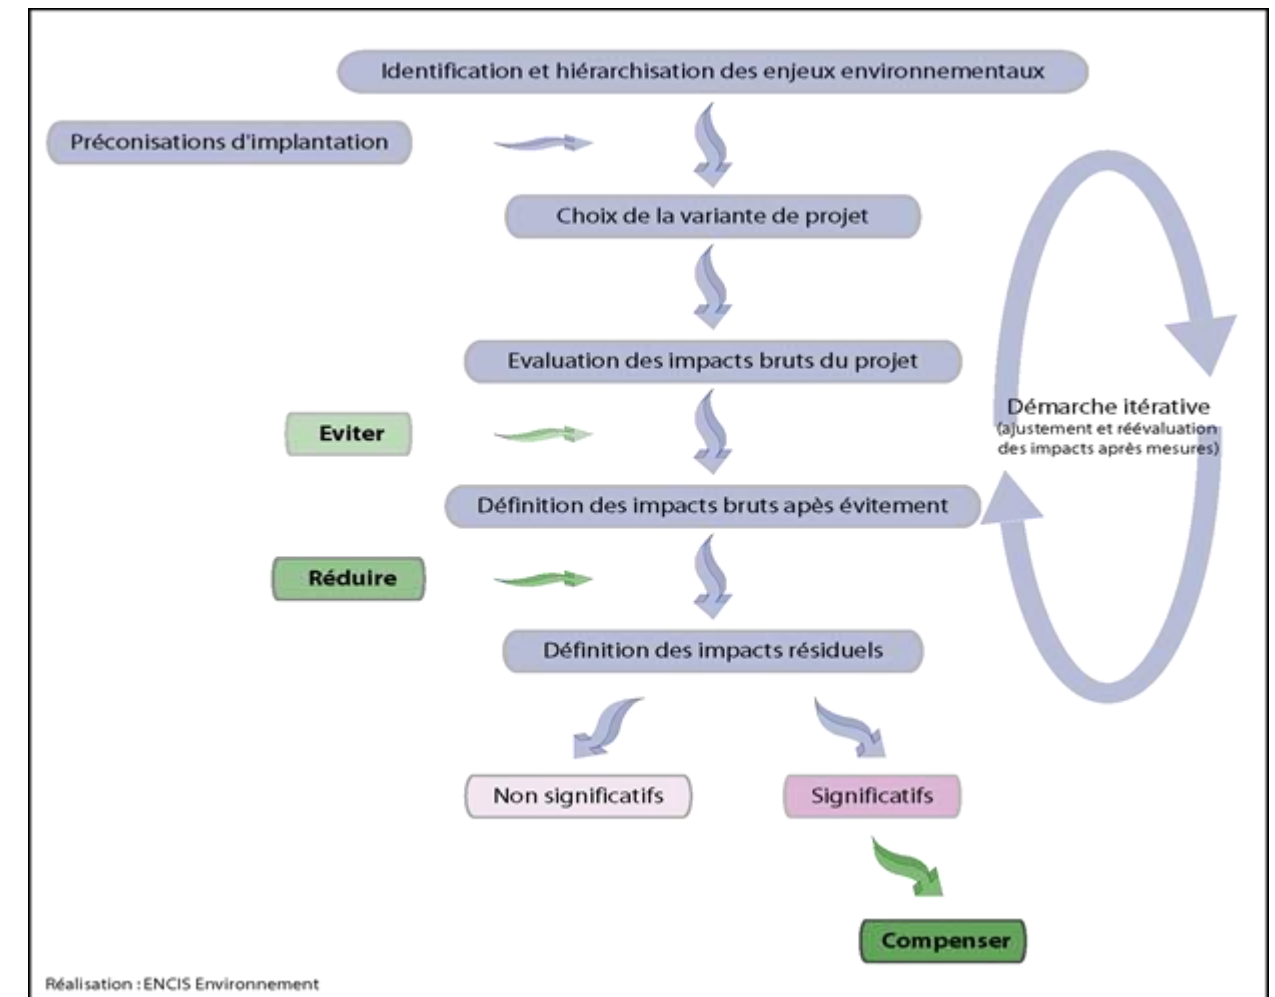 Identification et hiérarchisation des enjeux environnementaux
Préconisations d'implantation
Choix de la variante de projet
Evaluation des impacts bruts du projet
Démarche itérative
(ajustement et réévaluation
des impacts après mesures)
Eviter
Définition des impacts bruts apès évitement
Réduire
Définition des impacts résiduels
Non significatifs
Significatifs
Compenser
Réalisation : ENCIS Environnement